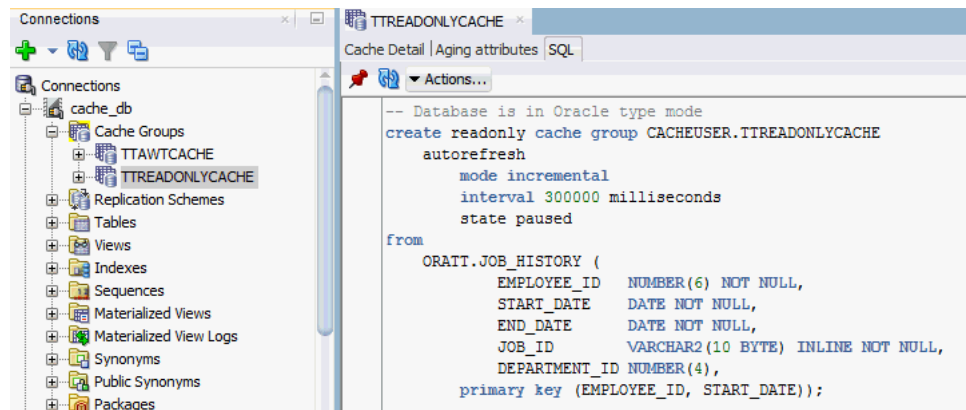 Connections
Connections
cache_db
Cache Groups
TTAWTCACHE
TTREADONLYCACHE
Replication Schemes
Tables
Views
Indexes
Sequences
Materialized Views
Materialized View Logs
Synonyms
Public Synonyms
Packages
TTREADONLYCACHE
Cache Detail | Aging attributes | SQL
Actions...
-- Database is in Oracle type mode
create readonly cache group CACHEUSER.TTREADONLYCACHE
autorefresh
mode incremental
interval 300000 milliseconds
state paused
from
ORATT.JOB_HISTORY (
EMPLOYEE_ID NUMBER(6) NOT NULL,
START_DATE DATE NOT NULL,
END_DATE DATE NOT NULL,
JOB_ID VARCHAR2(10 BYTE) INLINE NOT NULL,
DEPARTMENT_ID NUMBER(4),
primary key (EMPLOYEE_ID, START_DATE));